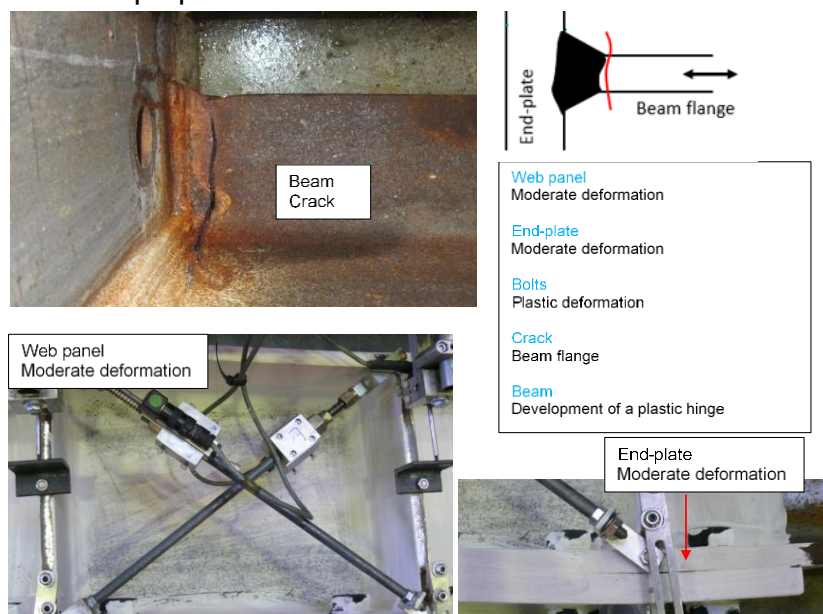 Beam
Crack
End-plate
Beam flange
Web panel
Moderate deformation
End-plate
Moderate deformation
Bolts
Plastic deformation
Crack
Beam flange
Beam
Development of a plastic hinge
Web panel
Moderate deformation
End-plate
Moderate deformation